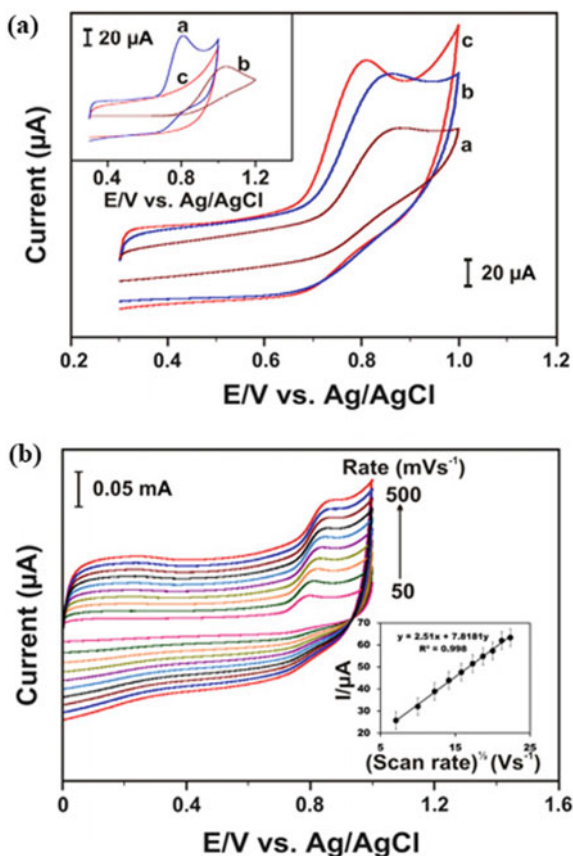 (a)
20 µA
a
b
c
0.4 0.8 1.2
E/V vs. Ag/AgCl
c
b
a
Current (µA)
20 µA
0.2 0.4 0.6 0.8 1.0 1.2
E/V vs. Ag/AgCl
(b)
0.05 mA
Rate (mVs⁻¹)
500
50
Current (µA)
70
60
50
40
30
20
y = 2.51x + 7.8181y
R² = 0.998
I/µA
5 15 25
(Scan rate)^½ (Vs⁻¹)
0 0.4 0.8 1.2 1.6
E/V vs. Ag/AgCl